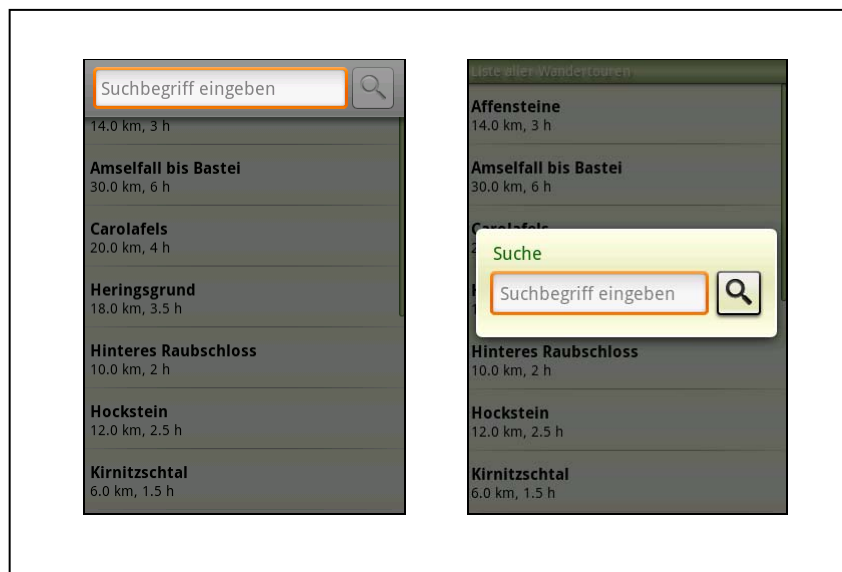 Suchbegriff eingeben
14.0 km, 3 h
Amselfall bis Bastei
30.0 km, 6 h
Carolafels
20.0 km, 4 h
Heringsgrund
18.0 km, 3.5 h
Hinteres Raubschloss
10.0 km, 2 h
Hockstein
12.0 km, 2.5 h
Kirnitzschtal
6.0 km, 1.5 h
Liste aller Wandertouren
Affensteine
14.0 km, 3 h
Amselfall bis Bastei
30.0 km, 6 h
Carolafels
Suche
Suchbegriff eingeben
Hinteres Raubschloss
10.0 km, 2 h
Hockstein
12.0 km, 2.5 h
Kirnitzschtal
6.0 km, 1.5 h